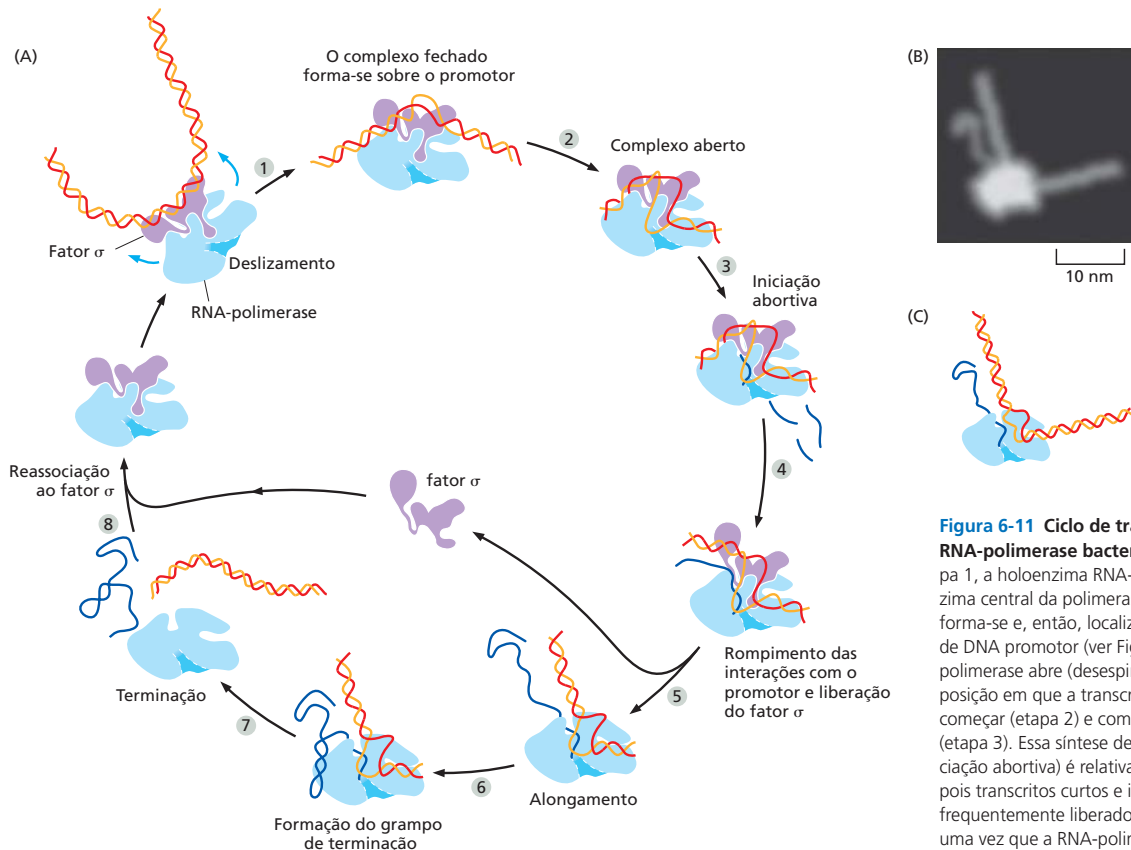 (A)
O complexo fechado
forma-se sobre o promotor
1
2
Complexo aberto
Fator σ
Deslizamento
RNA-polimerase
3
Iniciação
abortiva
4
Reassociação
ao fator σ
fator σ
8
Rompimento das
interações com o
promotor e liberação
do fator σ
5
Terminação
7
6
Alongamento
Formação do grampo
de terminação
(B)
10 nm
(C)
Figura 6-11 Ciclo de tra
RNA-polimerase bacter
pa 1, a holoenzima RNA-
zima central da polimera
forma-se e, então, localiz
de DNA promotor (ver Fig
polimerase abre (desespi
posição em que a transcr
começar (etapa 2) e com
(etapa 3). Essa síntese de
ciação abortiva) é relativa
pois transcritos curtos e i
frequentemente liberado
uma vez que a RNA-polin